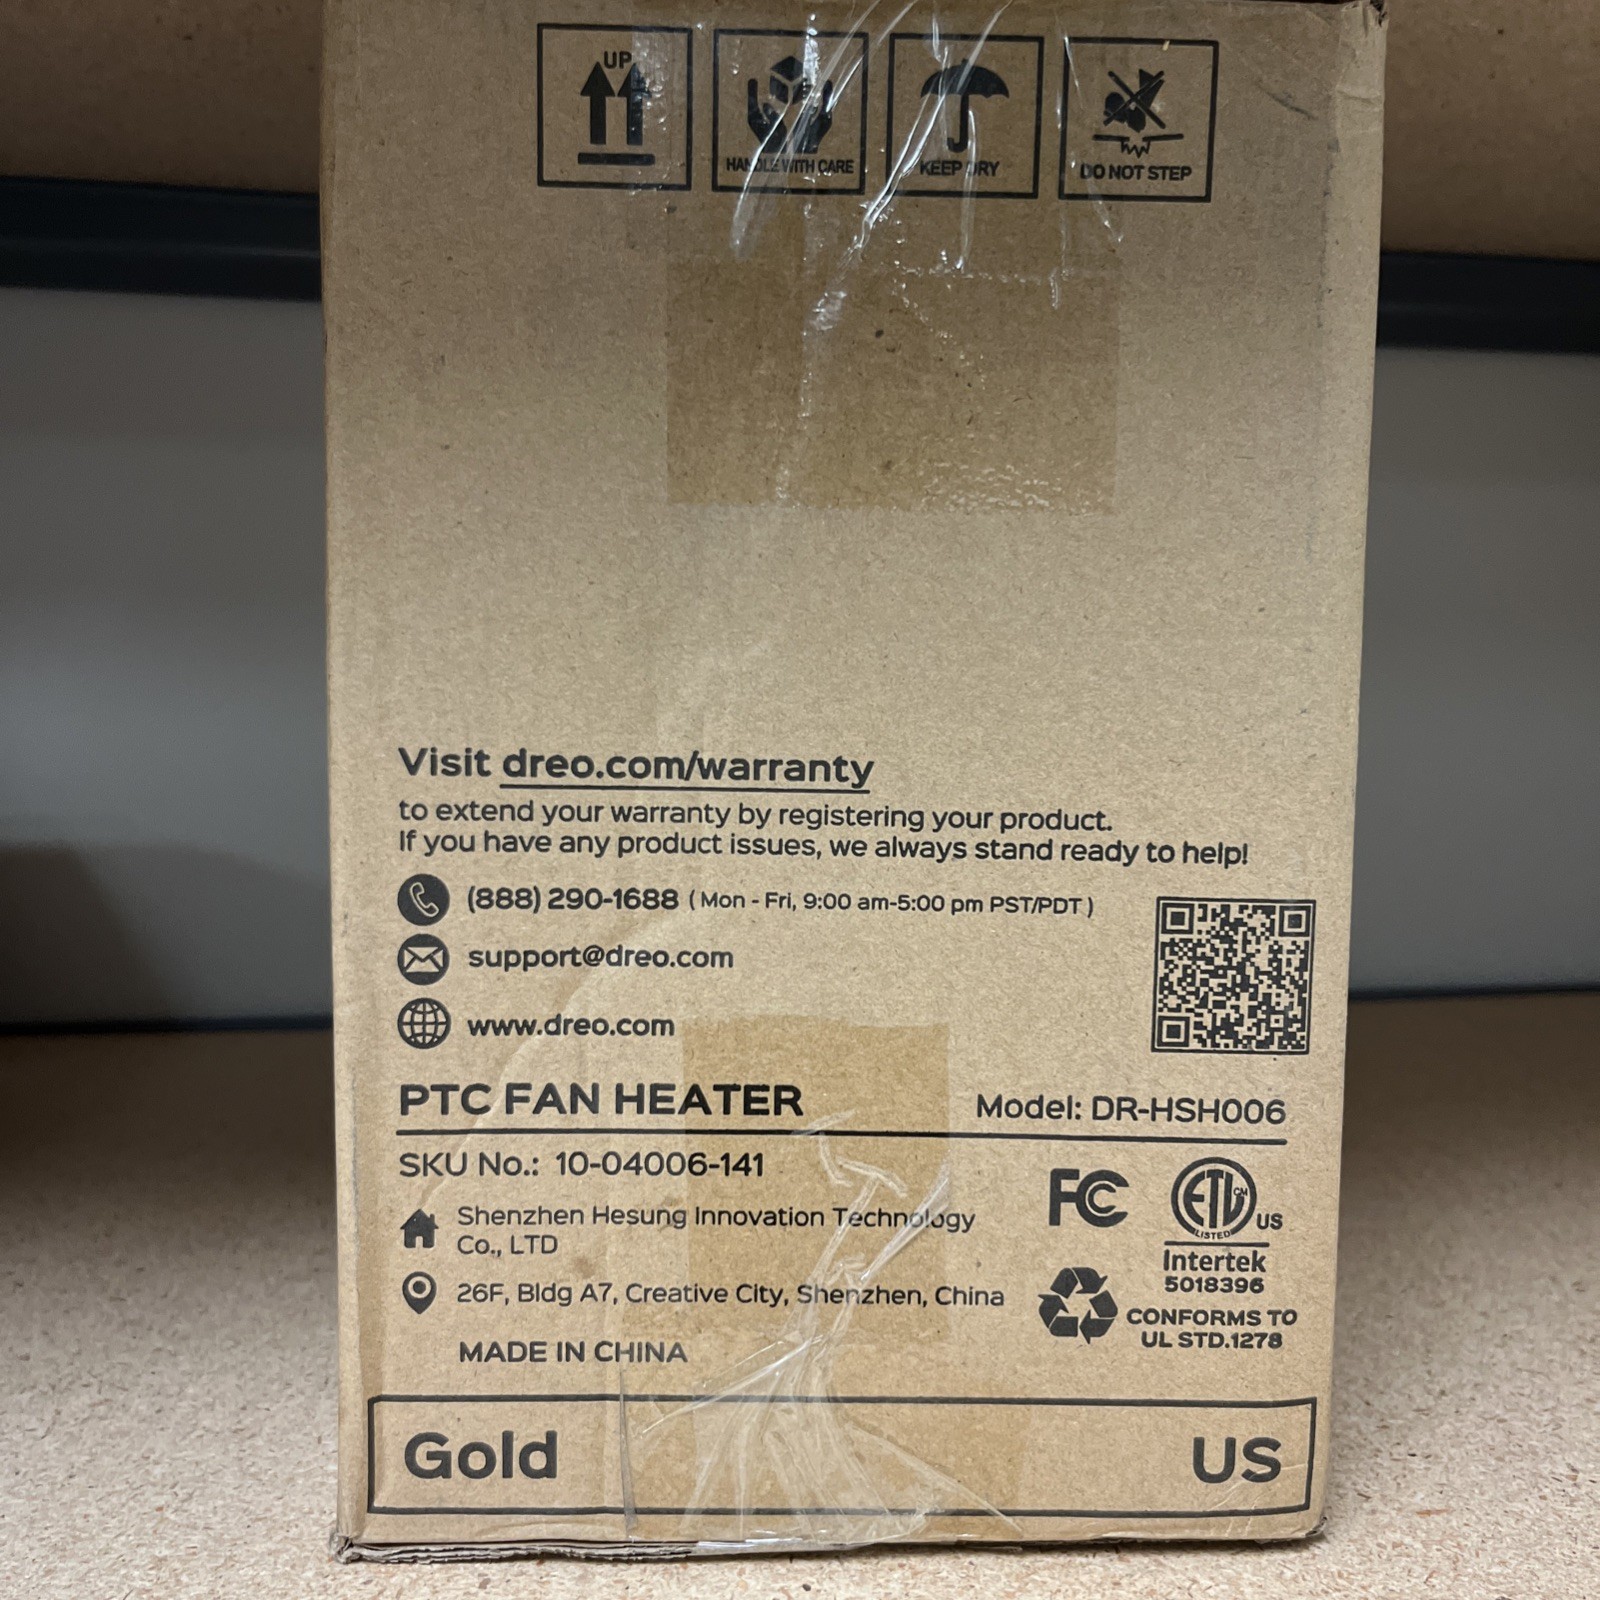 UP
HANDLE WITH CARE
KEEP DRY
DO NOT STEP
Visit dreo.com/warranty
to extend your warranty by registering your product.
If you have any product issues, we always stand ready to help!
(888) 290-1688 ( Mon - Fri, 9:00 am-5:00 pm PST/PDT )
support@dreo.com
www.dreo.com
PTC FAN HEATER
Model: DR-HSH006
SKU No.: 10-04006-141
Shenzhen Hesung Innovation Technology
Co., LTD
26F, Bldg A7, Creative City, Shenzhen, China
MADE IN CHINA
FC
ETL CM
LISTED
US
Intertek
5018396
CONFORMS TO
UL STD.1278
Gold
US